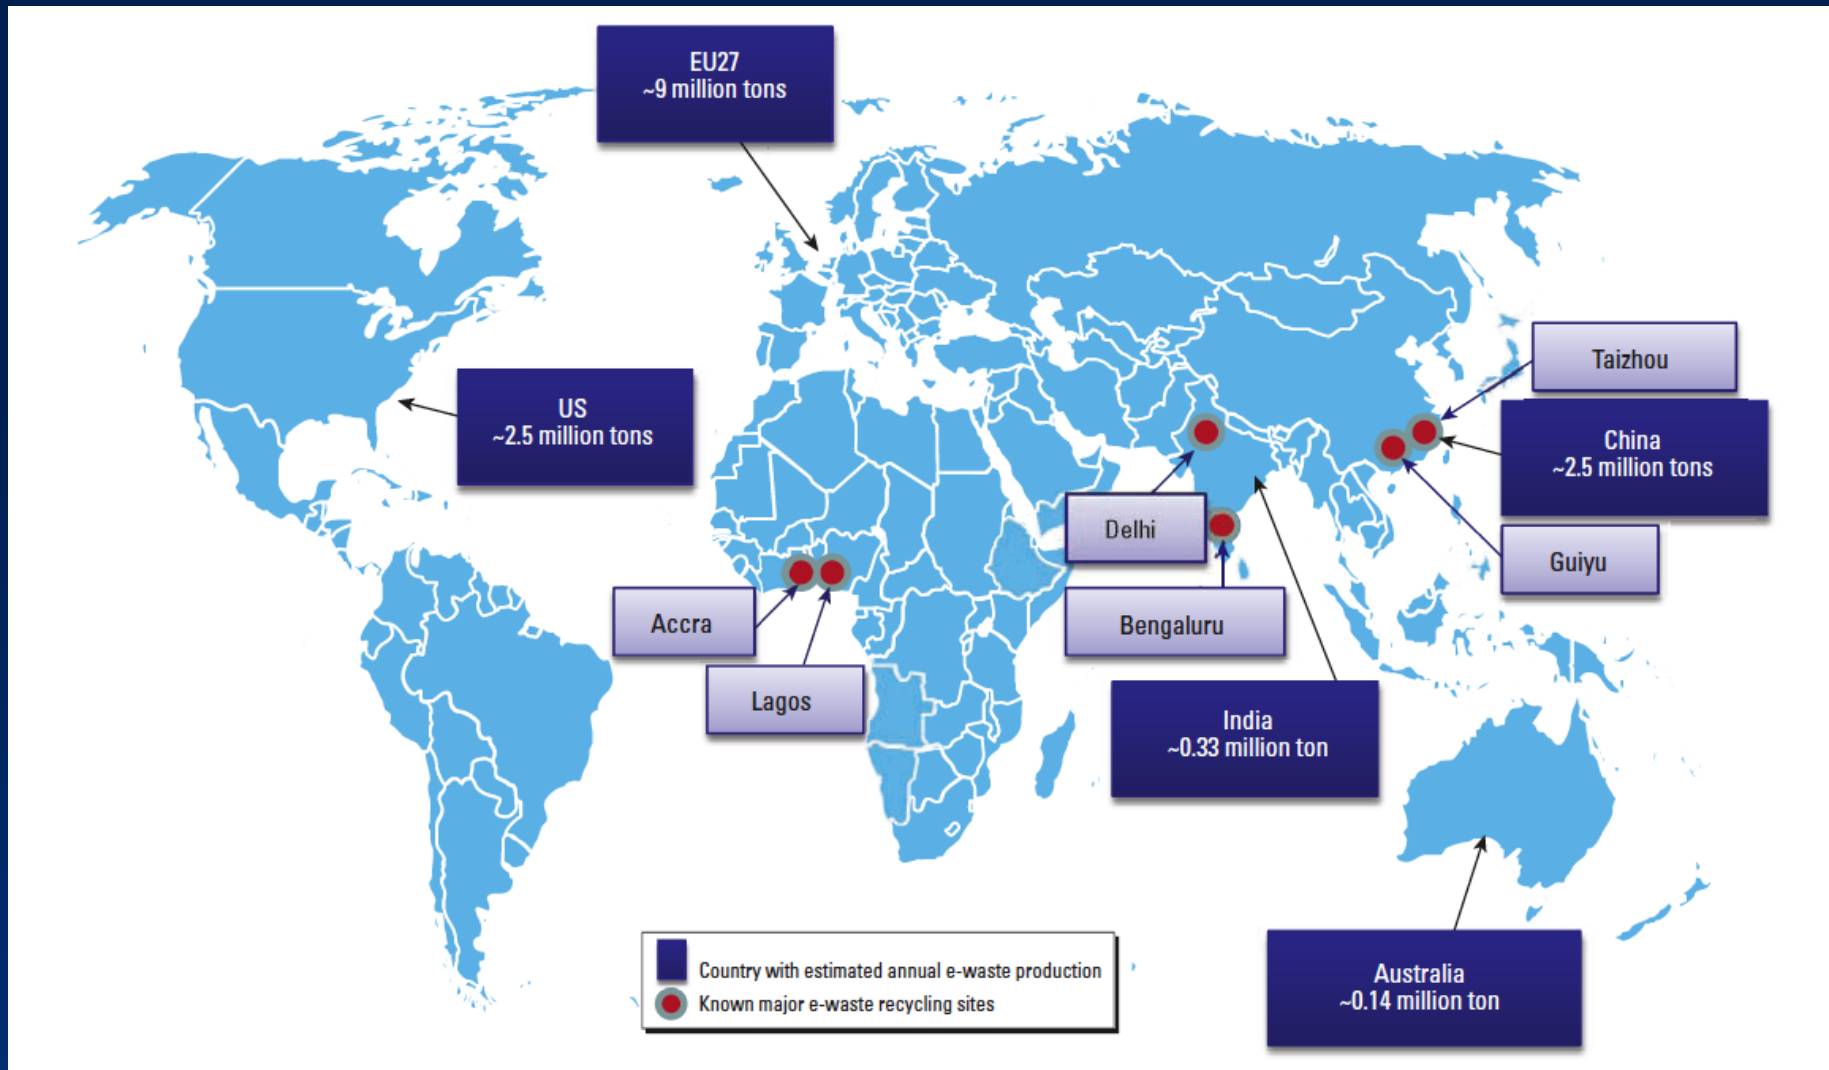 EU27
~9 million tons
US
~2.5 million tons
Taizhou
China
~2.5 million tons
Guiyu
Delhi
Bengaluru
Accra
Lagos
India
~0.33 million ton
Australia
~0.14 million ton
Country with estimated annual e-waste production
Known major e-waste recycling sites